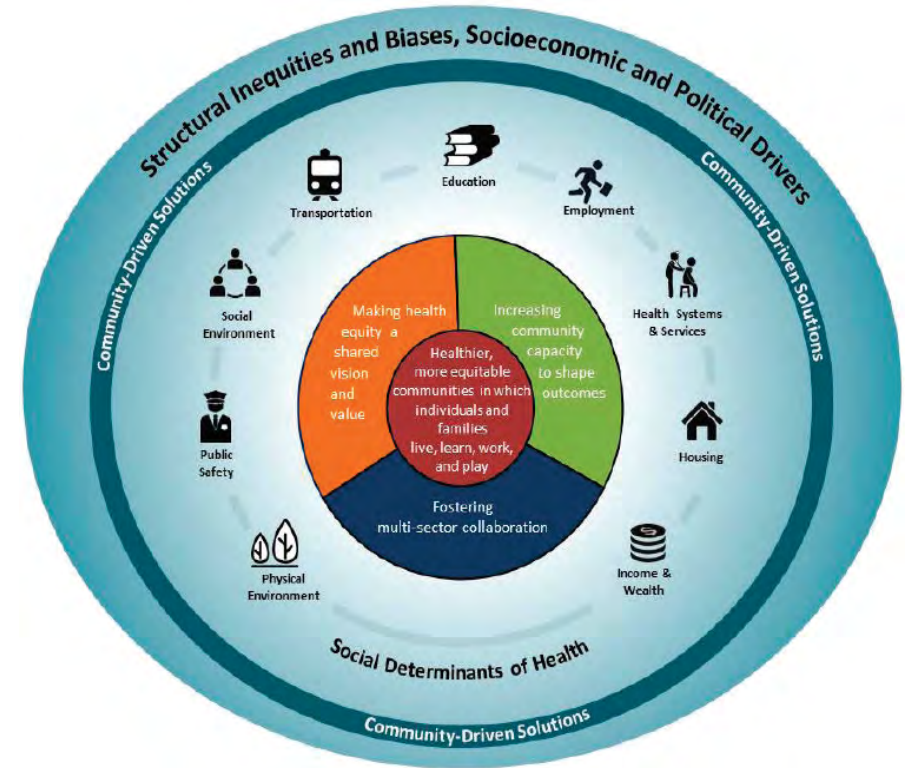 Structural Inequities and Biases, Socioeconomic and Political Drivers
Community-Driven Solutions
Community-Driven Solutions
Education
Transportation
Employment
Social
Environment
Health Systems
& Services
Public
Safety
Housing
Physical
Environment
Income &
Wealth
Making health
equity a
shared
vision
and
value
Increasing
community
capacity
to shape
outcomes
Healthier,
more equitable
communities in which
individuals and
families
live, learn, work,
and play
Fostering
multi-sector collaboration
Social Determinants of Health
Community-Driven Solutions